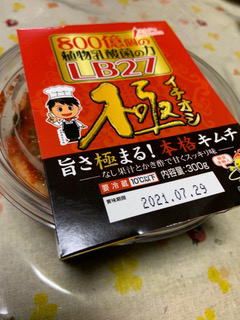 800億個の
植物乳酸菌の力
LB27
イチオシ
極
旨さ極まる!本格キムチ
なし果汁とかき酢で甘くスッキリ味
要冷蔵 10℃以下 内容量:300g
賞味期限
2021.07.29